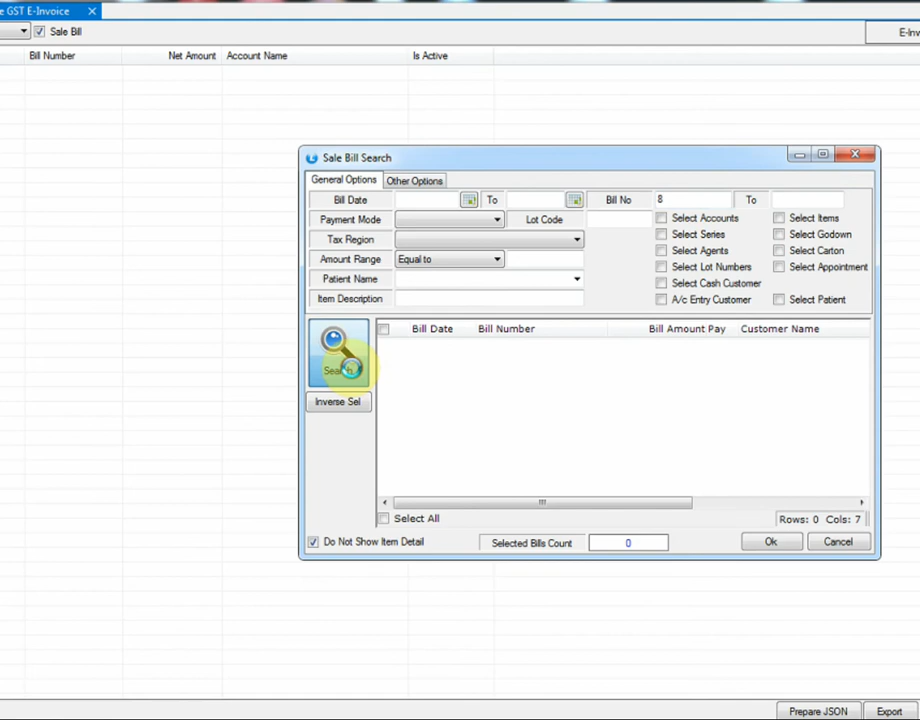 e GST E-Invoice
Sale Bill
E-Inv
Bill Number Net Amount Account Name Is Active
Sale Bill Search
General Options Other Options
Bill Date To Bill No 8 To
Payment Mode Lot Code Select Accounts Select Items
Tax Region Select Series Select Godown
Amount Range Equal to Select Agents Select Carton
Patient Name Select Lot Numbers Select Appointment
Select Cash Customer
Item Description A/c Entry Customer Select Patient
Bill Date Bill Number Bill Amount Pay Customer Name
Search
Inverse Sel
Select All Rows: 0 Cols: 7
Do Not Show Item Detail Selected Bills Count 0 Ok Cancel
Prepare JSON Export